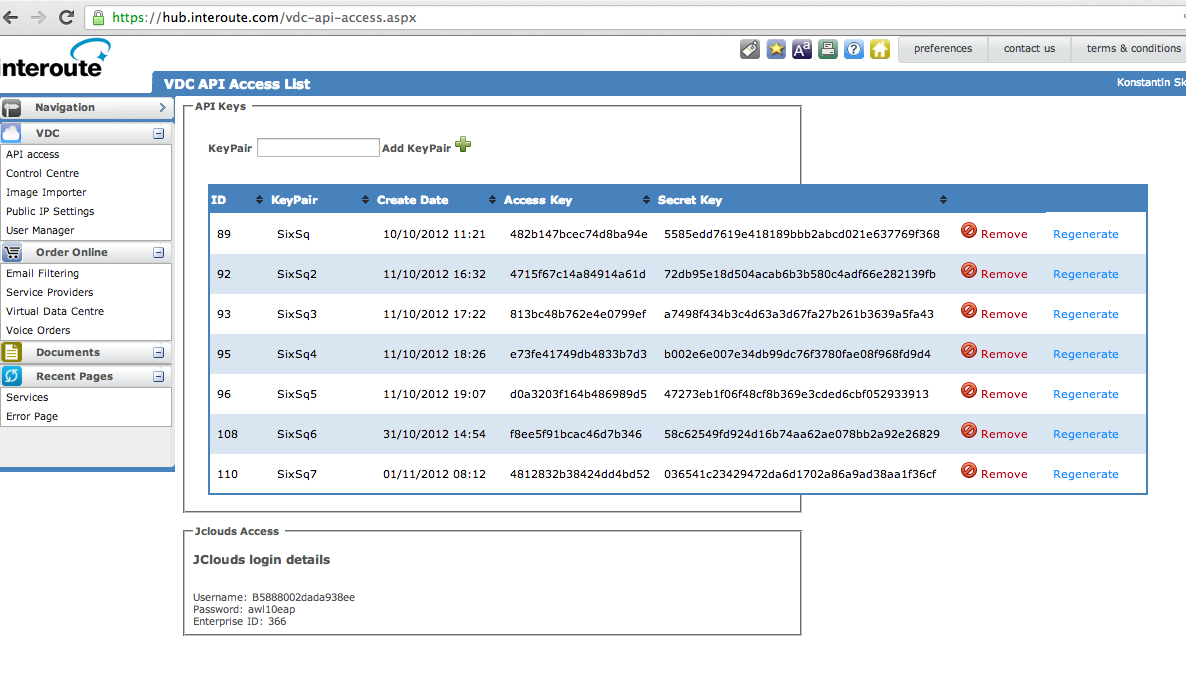 https://hub.interoute.com/vdc-api-access.aspx
interoute
preferences
contact us
terms & conditions
VDC API Access List
Konstantin Sk
Navigation
VDC
API access
Control Centre
Image Importer
Public IP Settings
User Manager
Order Online
Email Filtering
Service Providers
Virtual Data Centre
Voice Orders
Documents
Recent Pages
Services
Error Page
API Keys
KeyPair Add KeyPair
ID KeyPair Create Date Access Key Secret Key
89 SixSq 10/10/2012 11:21 482b147bcec74d8ba94e 5585edd7619e418189bbb2abcd021e637769f368 Remove Regenerate
92 SixSq2 11/10/2012 16:32 4715f67c14a84914a61d 72db95e18d504acab6b3b580c4adf66e282139fb Remove Regenerate
93 SixSq3 11/10/2012 17:22 813bc48b762e4e0799ef a7498f434b3c4d63a3d67fa27b261b3639a5fa43 Remove Regenerate
95 SixSq4 11/10/2012 18:26 e73fe41749db4833b7d3 b002e6e007e34db99dc76f3780fae08f968fd9d4 Remove Regenerate
96 SixSq5 11/10/2012 19:07 d0a3203f164b486989d5 47273eb1f06f48cf8b369e3cded6cbf052933913 Remove Regenerate
108 SixSq6 31/10/2012 14:54 f8ee5f91bcac46d7b346 58c62549fd924d16b74aa62ae078bb2a92e26829 Remove Regenerate
110 SixSq7 01/11/2012 08:12 4812832b38424dd4bd52 036541c23429472da6d1702a86a9ad38aa1f36cf Remove Regenerate
Jclouds Access
JClouds login details
Username: B5888002dada938ee
Password: awl10eap
Enterprise ID: 366